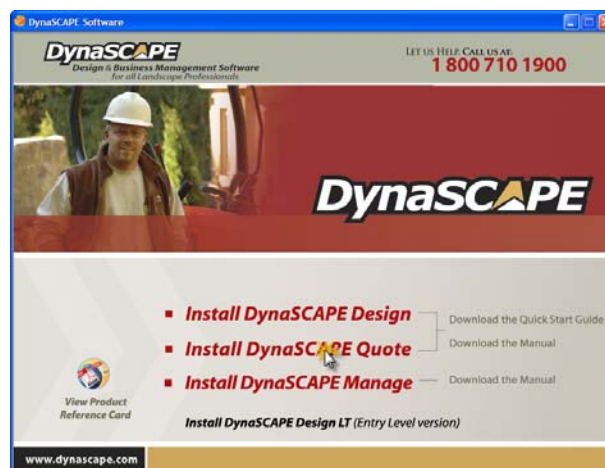 DynaSCAPE Software
DynaSCAPE
Design & Business Management Software
for all Landscape Professionals
LET US HELP. CALL US AT:
1 800 710 1900
DynaSCAPE
Install DynaSCAPE Design
Download the Quick Start Guide
Install DynaSCAPE Quote
Download the Manual
Install DynaSCAPE Manage
Download the Manual
View Product
Reference Card
Install DynaSCAPE Design LT (Entry Level version)
www.dynascape.com